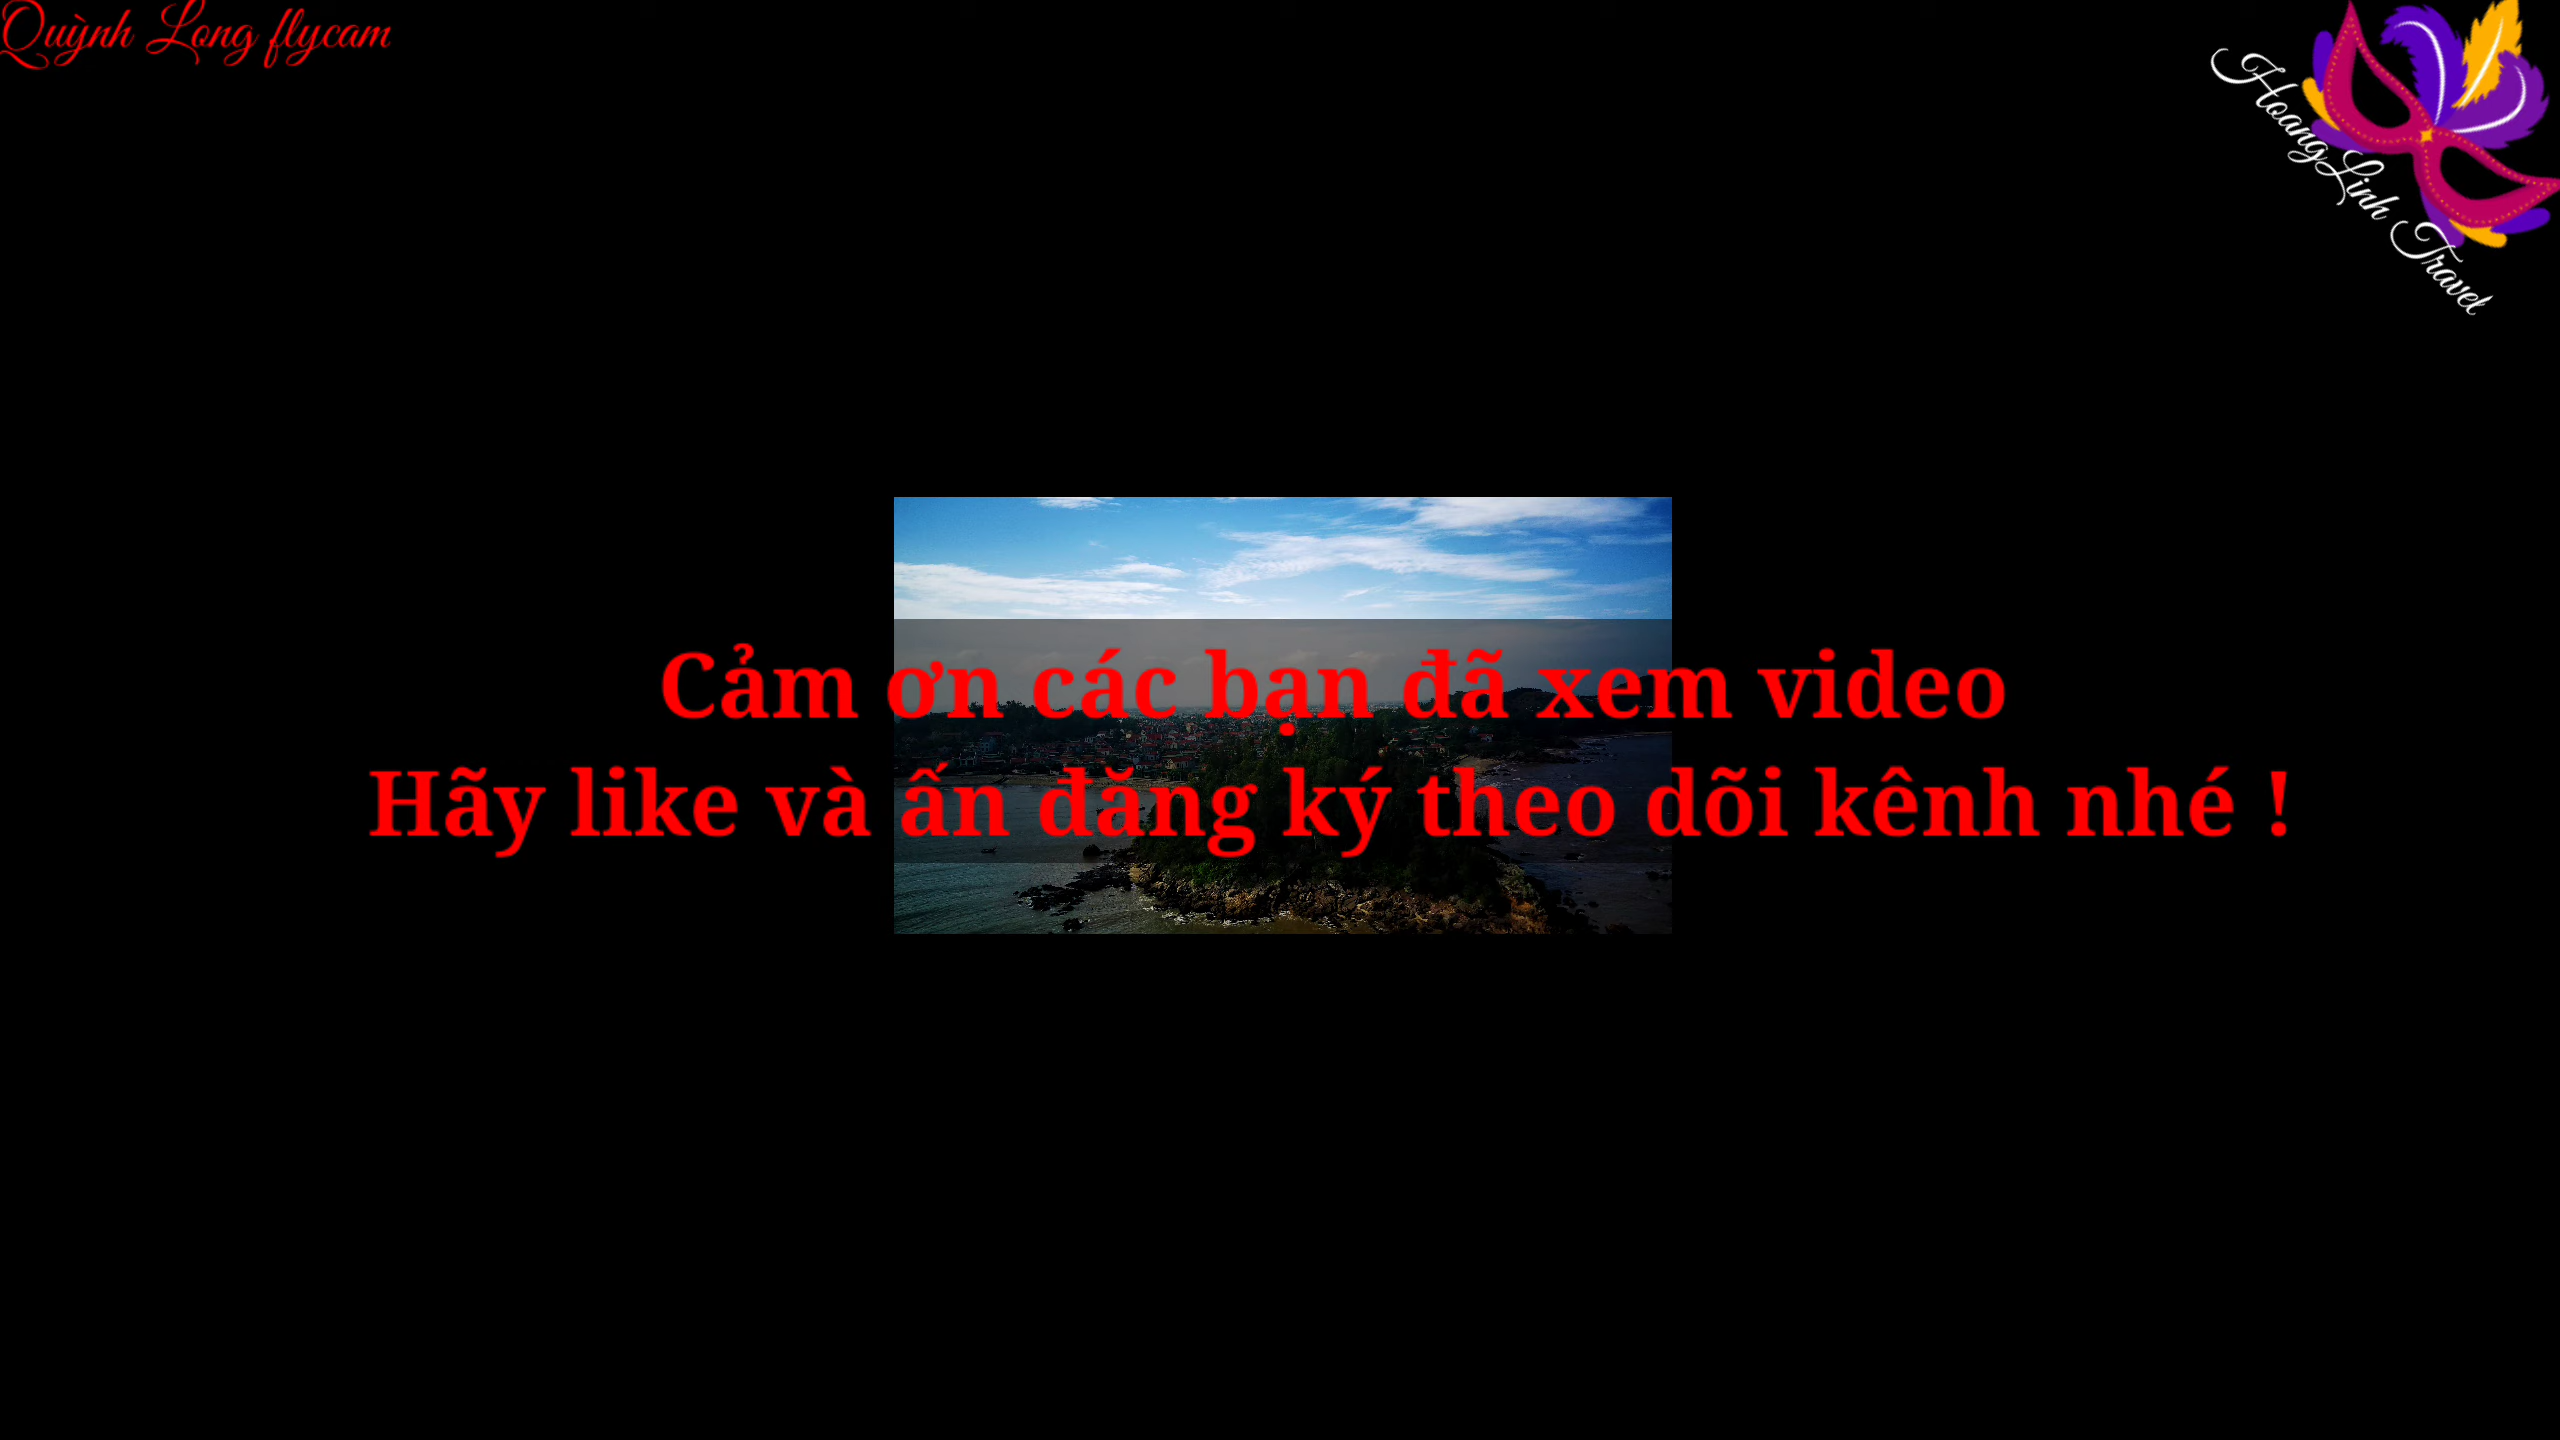 Quỳnh Long flycam
HoangLinh Travel
Cảm ơn các bạn đã xem video
Hãy like và ấn đăng ký theo dõi kênh nhé !